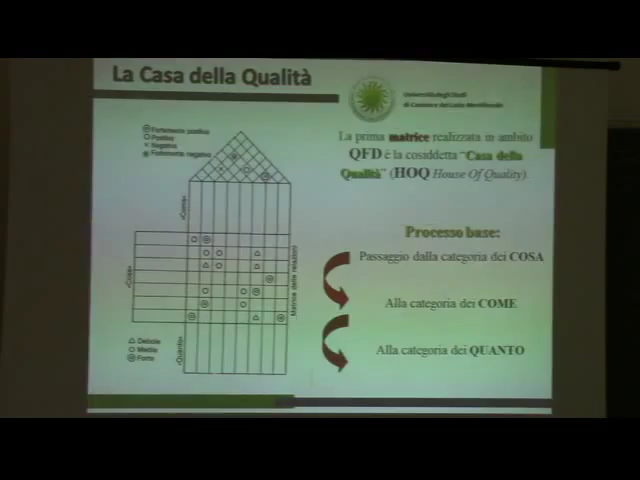 La Casa della Qualità
Università degli Studi
di Cassino e del Lazio Meridionale
La prima matrice realizzata in ambito
QFD è la cosiddetta "Casa della
Qualità" (HOQ House Of Quality).
Fortemente positiva
Positiva
Negativa
Fortemente negativa
«Come»
«Cosa»
Matrice delle relazioni
«Quanto»
Debole
Media
Forte
Processo base:
Passaggio dalla categoria dei COSA
Alla categoria dei COME
Alla categoria dei QUANTO